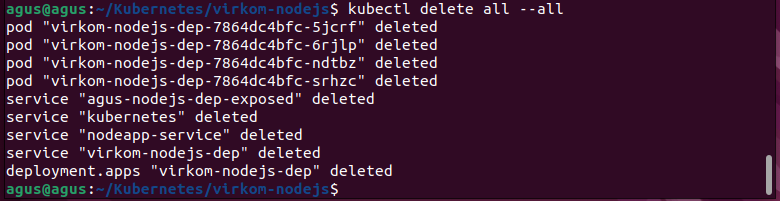 agus@agus:~/Kubernetes/virkom-nodejs$ kubectl delete all --all
pod "virkom-nodejs-dep-7864dc4bfc-5jcrf" deleted
pod "virkom-nodejs-dep-7864dc4bfc-6rjlp" deleted
pod "virkom-nodejs-dep-7864dc4bfc-ndtbz" deleted
pod "virkom-nodejs-dep-7864dc4bfc-srhzc" deleted
service "agus-nodejs-dep-exposed" deleted
service "kubernetes" deleted
service "nodeapp-service" deleted
service "virkom-nodejs-dep" deleted
deployment.apps "virkom-nodejs-dep" deleted
agus@agus:~/Kubernetes/virkom-nodejs$